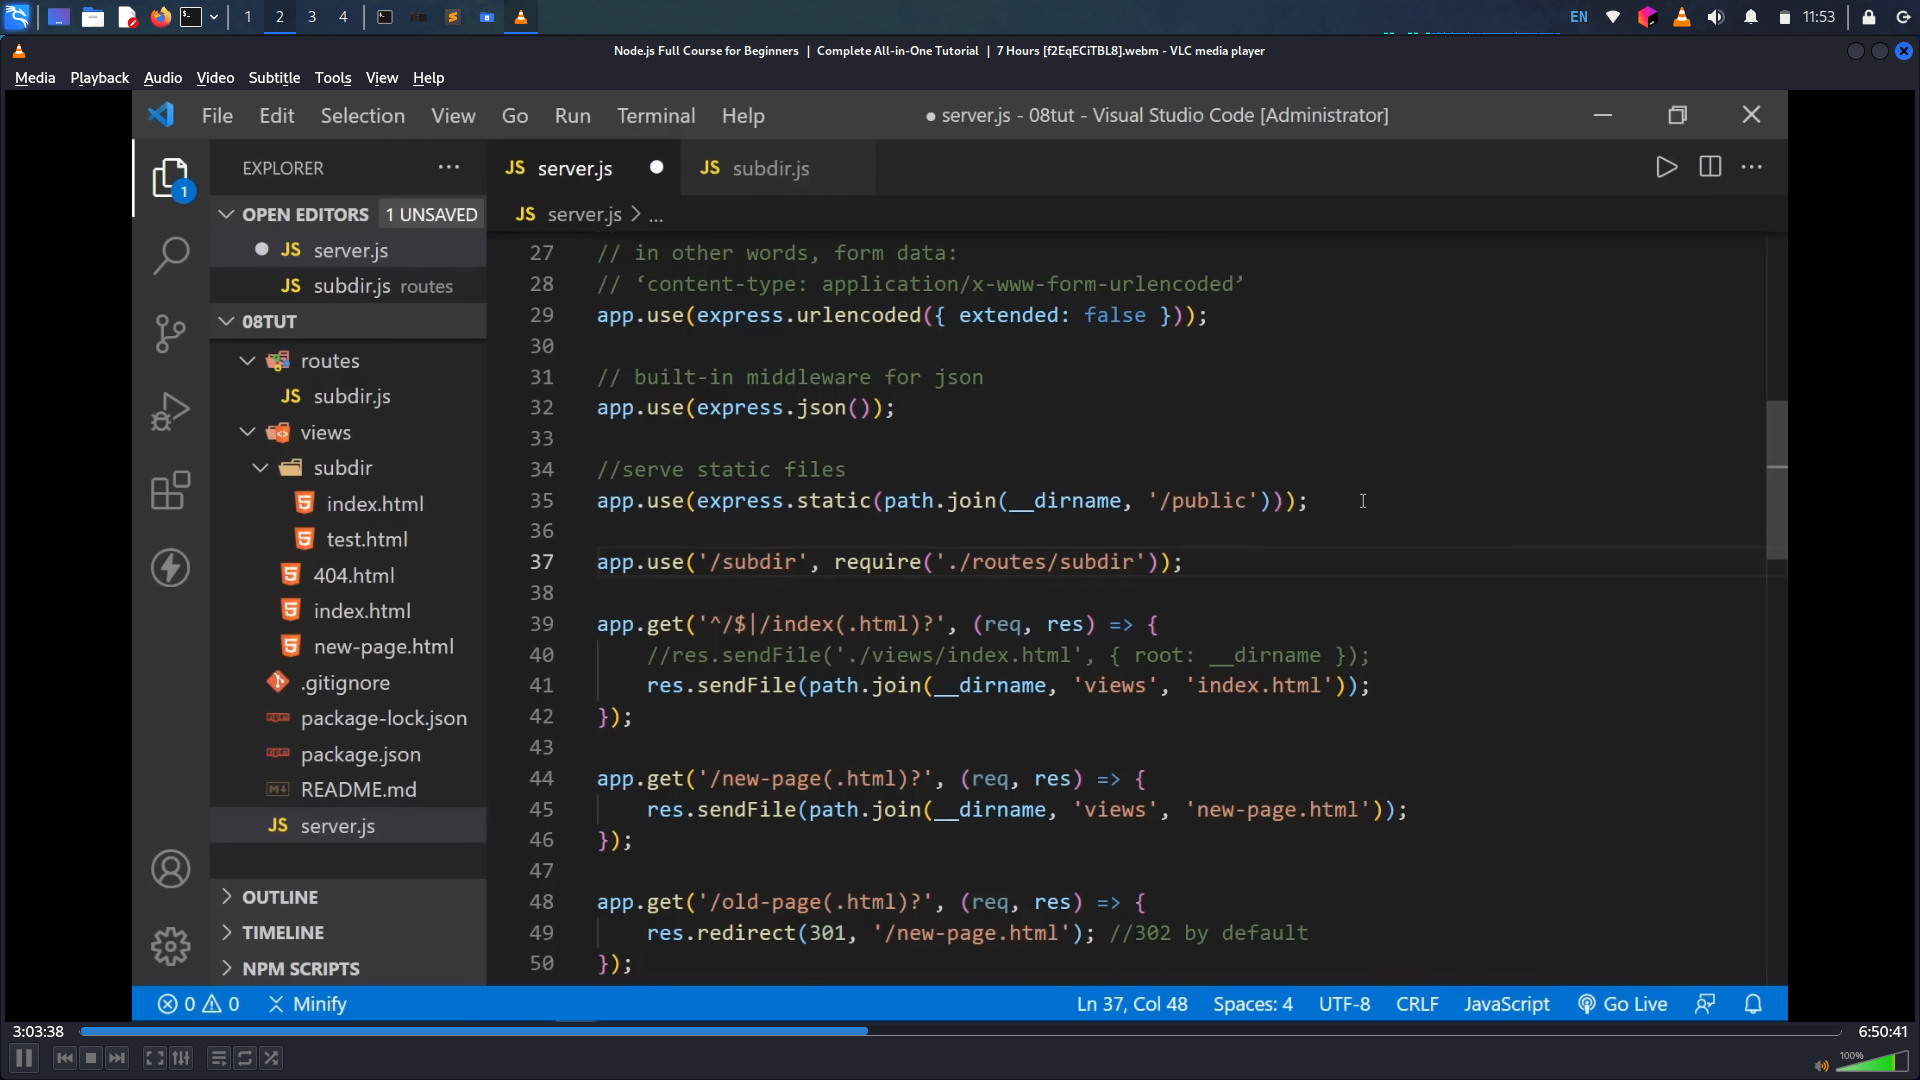 1 2 3 4 EN 11:53
Node.js Full Course for Beginners | Complete All-in-One Tutorial | 7 Hours [f2EqECiTBL8].webm - VLC media player
Media Playback Audio Video Subtitle Tools View Help
File Edit Selection View Go Run Terminal Help ● server.js - 08tut - Visual Studio Code [Administrator]
EXPLORER
1
OPEN EDITORS 1 UNSAVED
JS server.js
JS subdir.js routes
08TUT
routes
JS subdir.js
views
subdir
index.html
test.html
404.html
index.html
new-page.html
.gitignore
package-lock.json
package.json
README.md
JS server.js
OUTLINE
TIMELINE
NPM SCRIPTS
JS server.js JS subdir.js
JS server.js > ...
27 // in other words, form data:
28 // ‘content-type: application/x-www-form-urlencoded’
29 app.use(express.urlencoded({ extended: false }));
30
31 // built-in middleware for json
32 app.use(express.json());
33
34 //serve static files
35 app.use(express.static(path.join(__dirname, '/public')));
36
37 app.use('/subdir', require('./routes/subdir'));
38
39 app.get('^/$|/index(.html)?', (req, res) => {
40 //res.sendFile('./views/index.html', { root: __dirname });
41 res.sendFile(path.join(__dirname, 'views', 'index.html'));
42 });
43
44 app.get('/new-page(.html)?', (req, res) => {
45 res.sendFile(path.join(__dirname, 'views', 'new-page.html'));
46 });
47
48 app.get('/old-page(.html)?', (req, res) => {
49 res.redirect(301, '/new-page.html'); //302 by default
50 });
0 0 Minify Ln 37, Col 48 Spaces: 4 UTF-8 CRLF JavaScript Go Live
3:03:38 6:50:41
100%